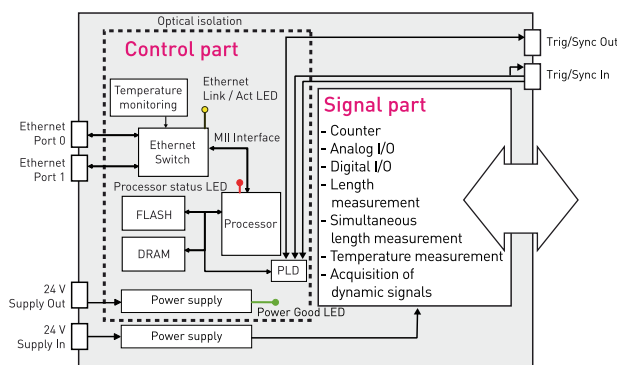 Optical isolation
Control part
Trig/Sync Out
Trig/Sync In
Temperature
monitoring
Ethernet
Link / Act LED
Signal part
- Counter
- Analog I/O
- Digital I/O
- Length
measurement
- Simultaneous
length measurement
- Temperature measurement
- Acquisition of
dynamic signals
Ethernet
Port 0
Ethernet
Port 1
Ethernet
Switch
MII Interface
Processor status LED
FLASH
Processor
DRAM
PLD
24 V
Supply Out
Power supply
Power Good LED
24 V
Supply In
Power supply